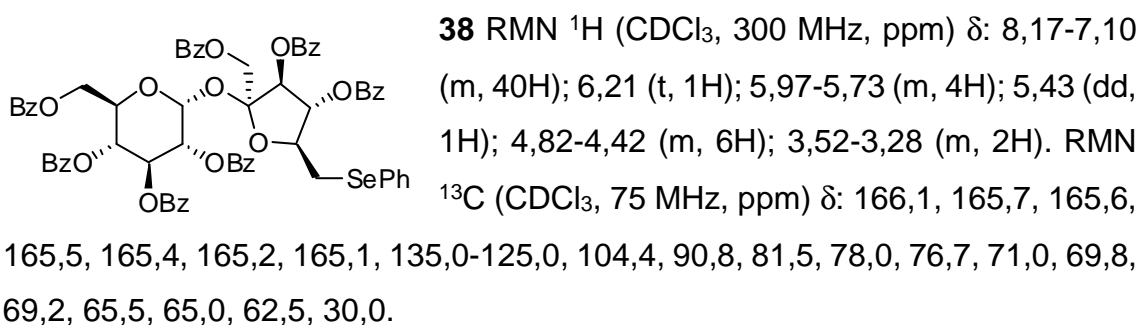 38 RMN ¹H (CDCl₃, 300 MHz, ppm) δ: 8,17-7,10
(m, 40H); 6,21 (t, 1H); 5,97-5,73 (m, 4H); 5,43 (dd,
1H); 4,82-4,42 (m, 6H); 3,52-3,28 (m, 2H). RMN
¹³C (CDCl₃, 75 MHz, ppm) δ: 166,1, 165,7, 165,6,
165,5, 165,4, 165,2, 165,1, 135,0-125,0, 104,4, 90,8, 81,5, 78,0, 76,7, 71,0, 69,8,
69,2, 65,5, 65,0, 62,5, 30,0.
BzO OBz
O O OBz
BzO
O
BzO OBz
SePh
OBz